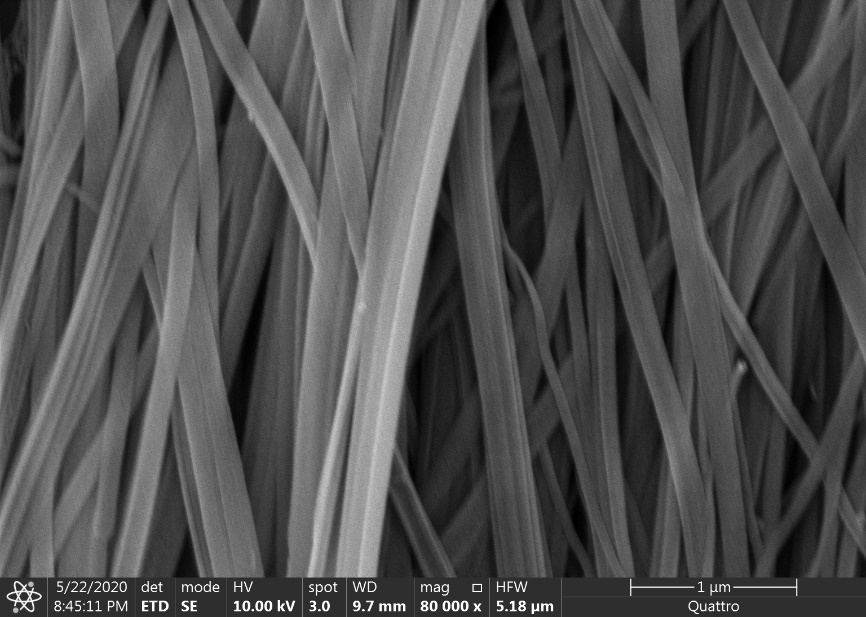 5/22/2020 det mode HV spot WD mag HFW 1 µm
8:45:11 PM ETD SE 10.00 kV 3.0 9.7 mm 80 000 x 5.18 µm Quattro